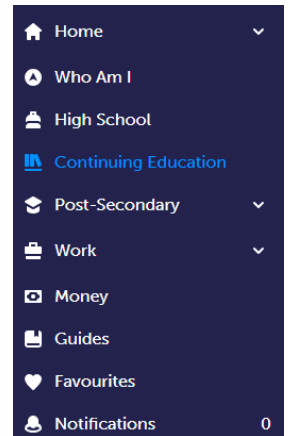 Home
Who Am I
High School
Continuing Education
Post-Secondary
Work
Money
Guides
Favourites
Notifications 0